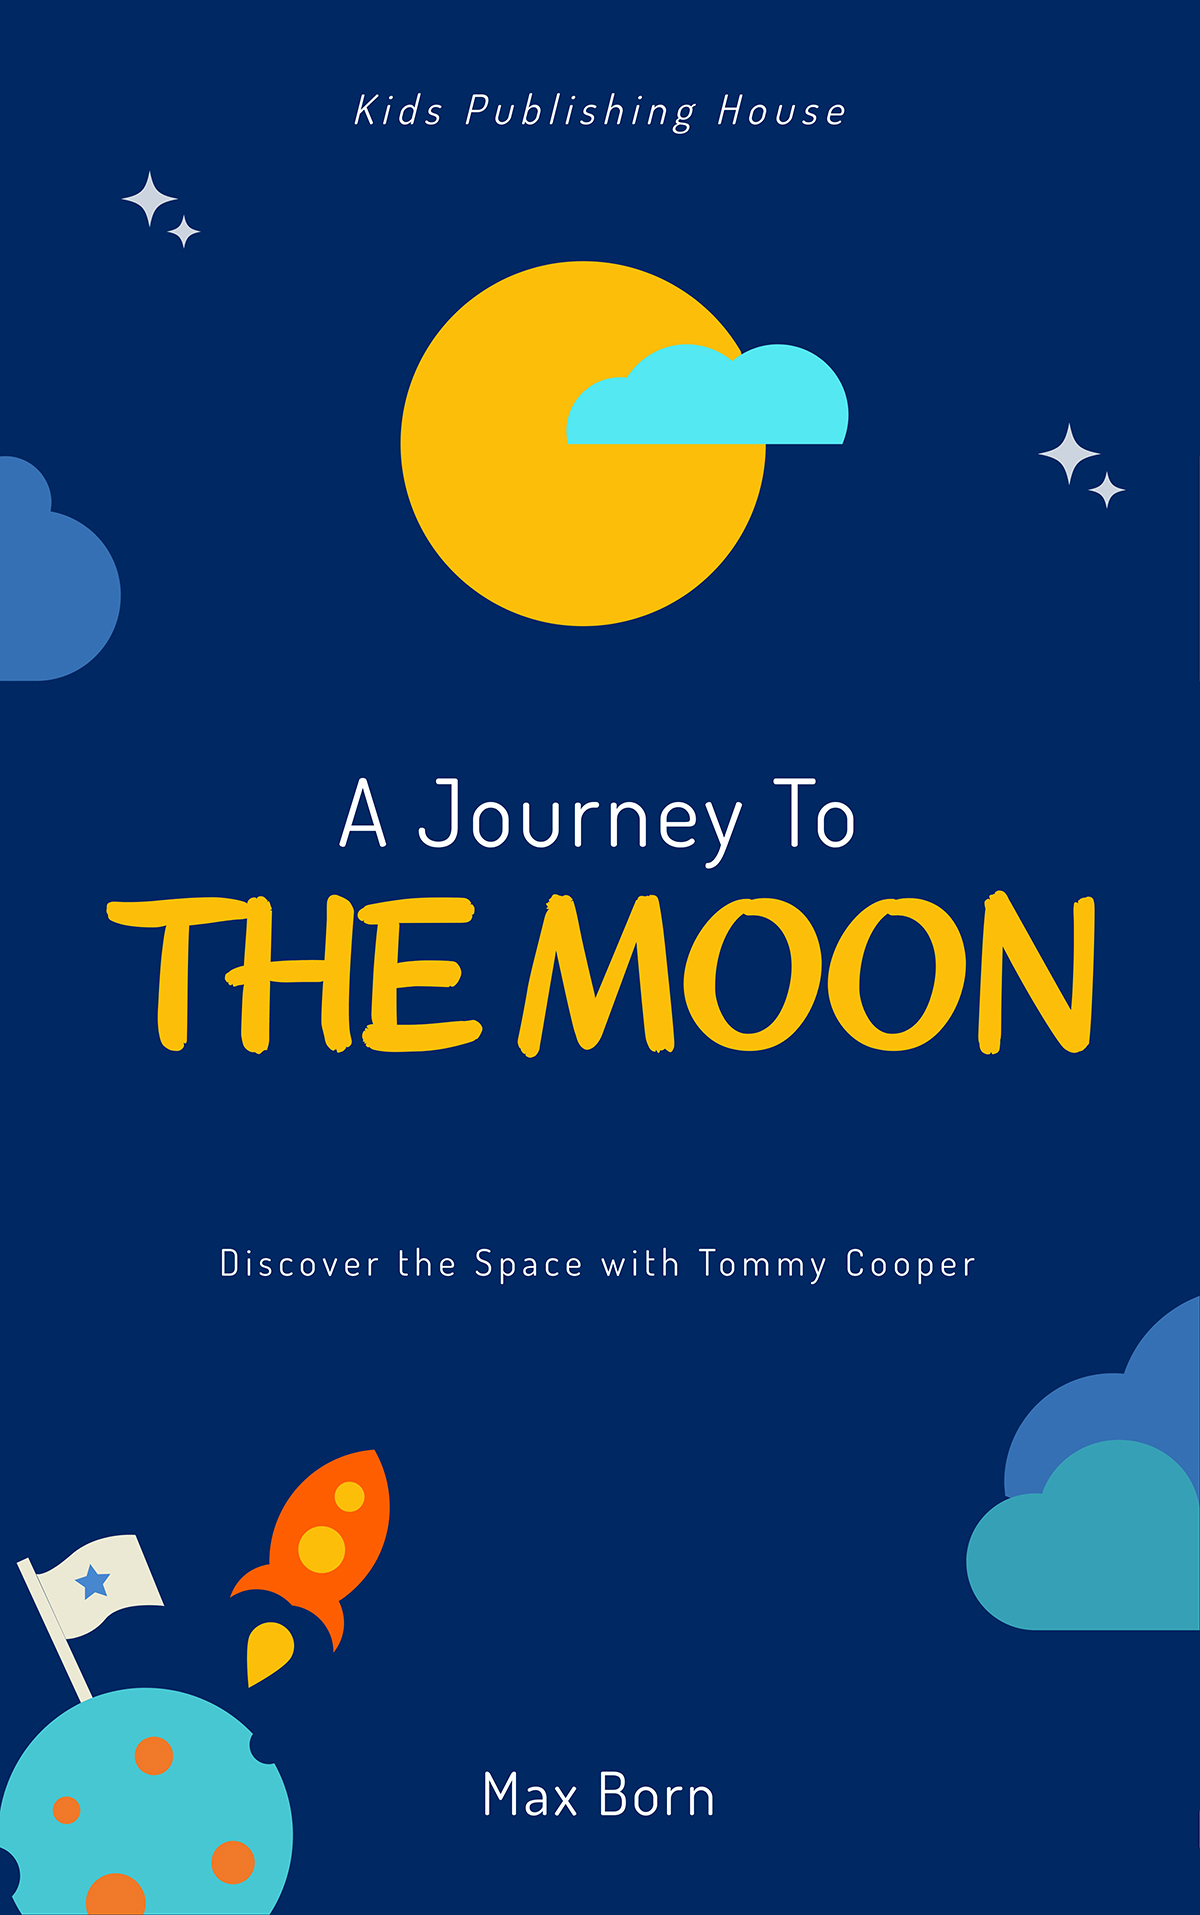 Kids Publishing House
A Journey To
THE MOON
Discover the Space with Tommy Cooper
Max Born